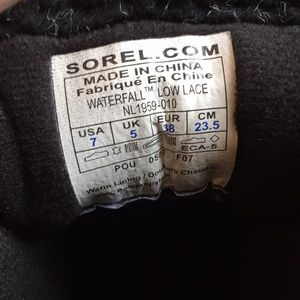 SOREL.COM
MADE IN CHINA
Fabriqué En Chine
WATERFALL™ LOW LACE
NL1959-010
USA UK EUR CM
7 5 38 23.5
ECA-5
POU F07
Warm Lining /